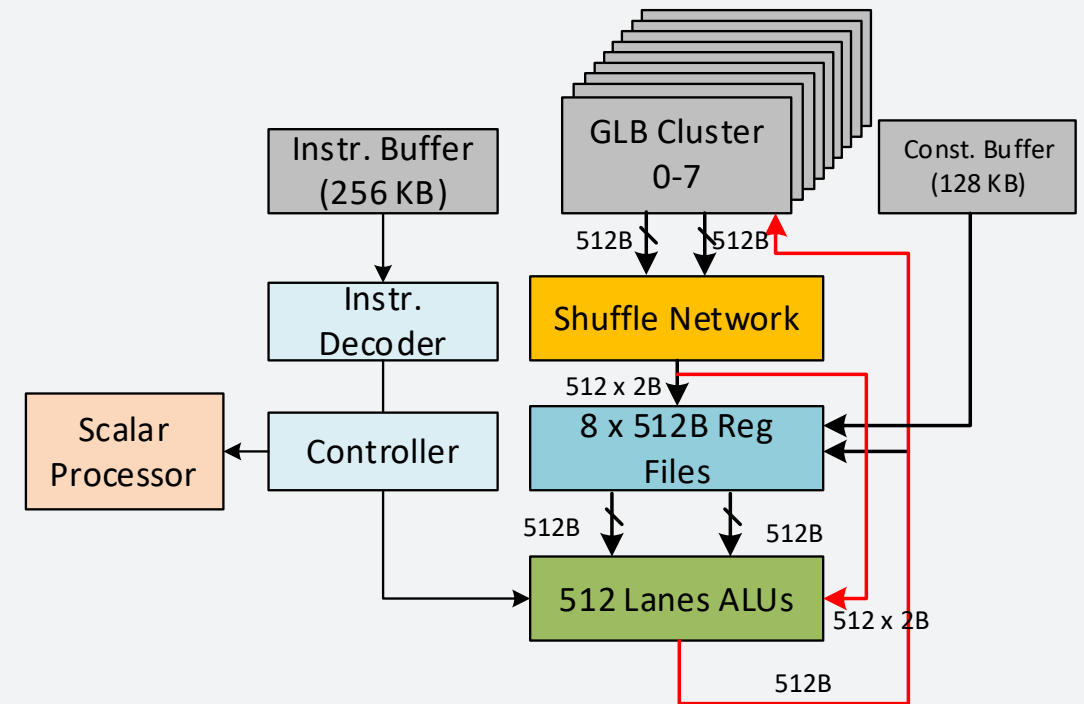 Instr. Buffer
(256 KB)
GLB Cluster
0-7
Const. Buffer
(128 KB)
512B
512B
Instr.
Decoder
Shuffle Network
512 x 2B
Scalar
Processor
Controller
8 x 512B Reg
Files
512B
512B
512 Lanes ALUs
512 x 2B
512B